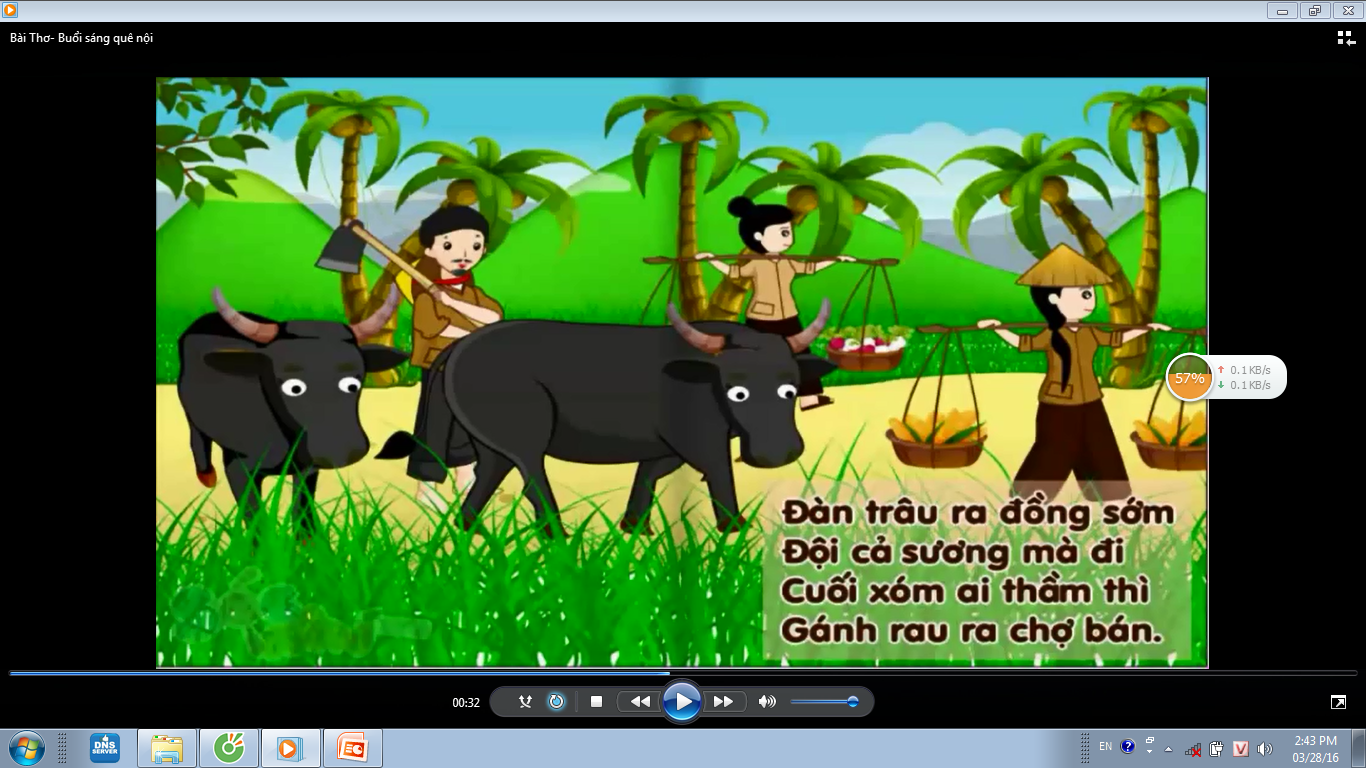 Bài Thơ- Buổi sáng quê nội
57%
0.1 KB/s
0.1 KB/s
Đàn trâu ra đồng sớm
Đội cả sương mà đi
Cuối xóm ai thầm thì
Gánh rau ra chợ bán.
00:32
DNS
SERVER
EN
2:43 PM
03/28/16